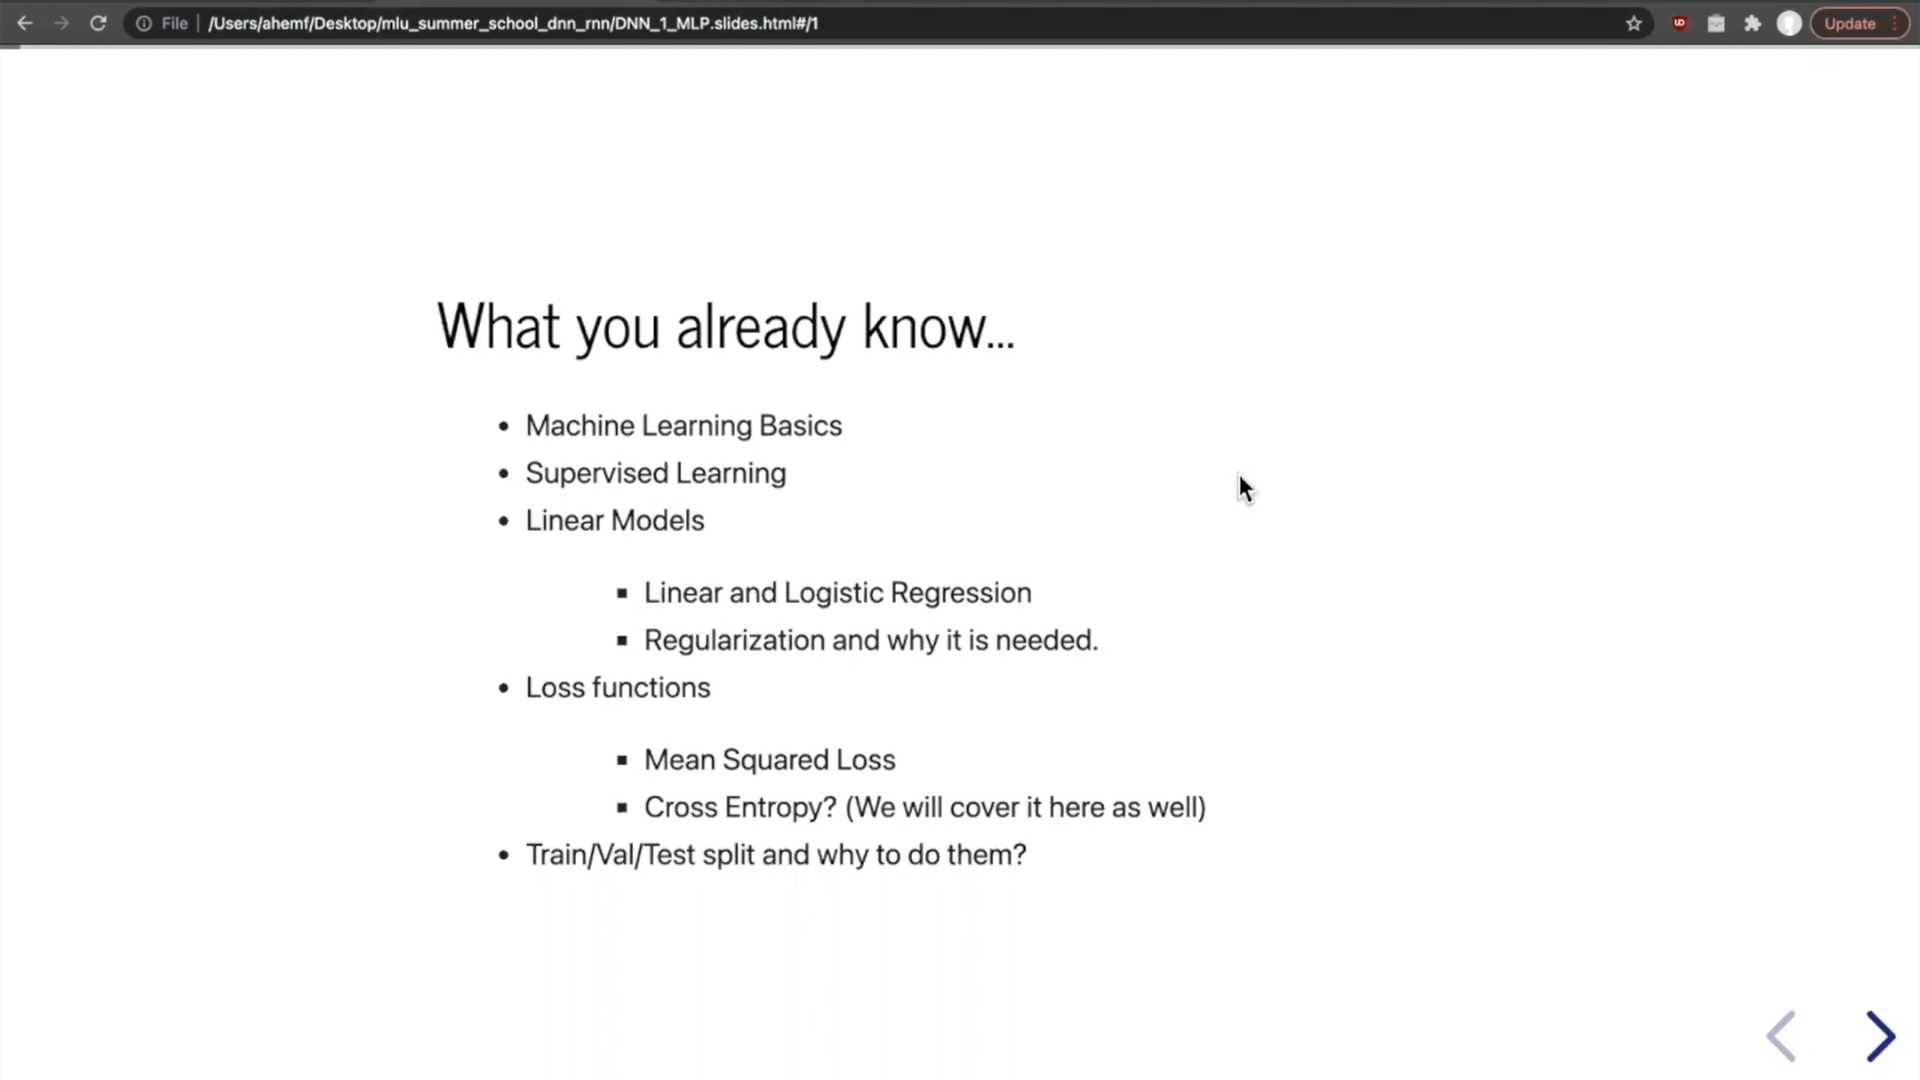 File /Users/ahemf/Desktop/mlu_summer_school_dnn_rnn/DNN_1_MLP.slides.html#/1
Update
What you already know...
Machine Learning Basics
Supervised Learning
Linear Models
Linear and Logistic Regression
Regularization and why it is needed.
Loss functions
Mean Squared Loss
Cross Entropy? (We will cover it here as well)
Train/Val/Test split and why to do them?